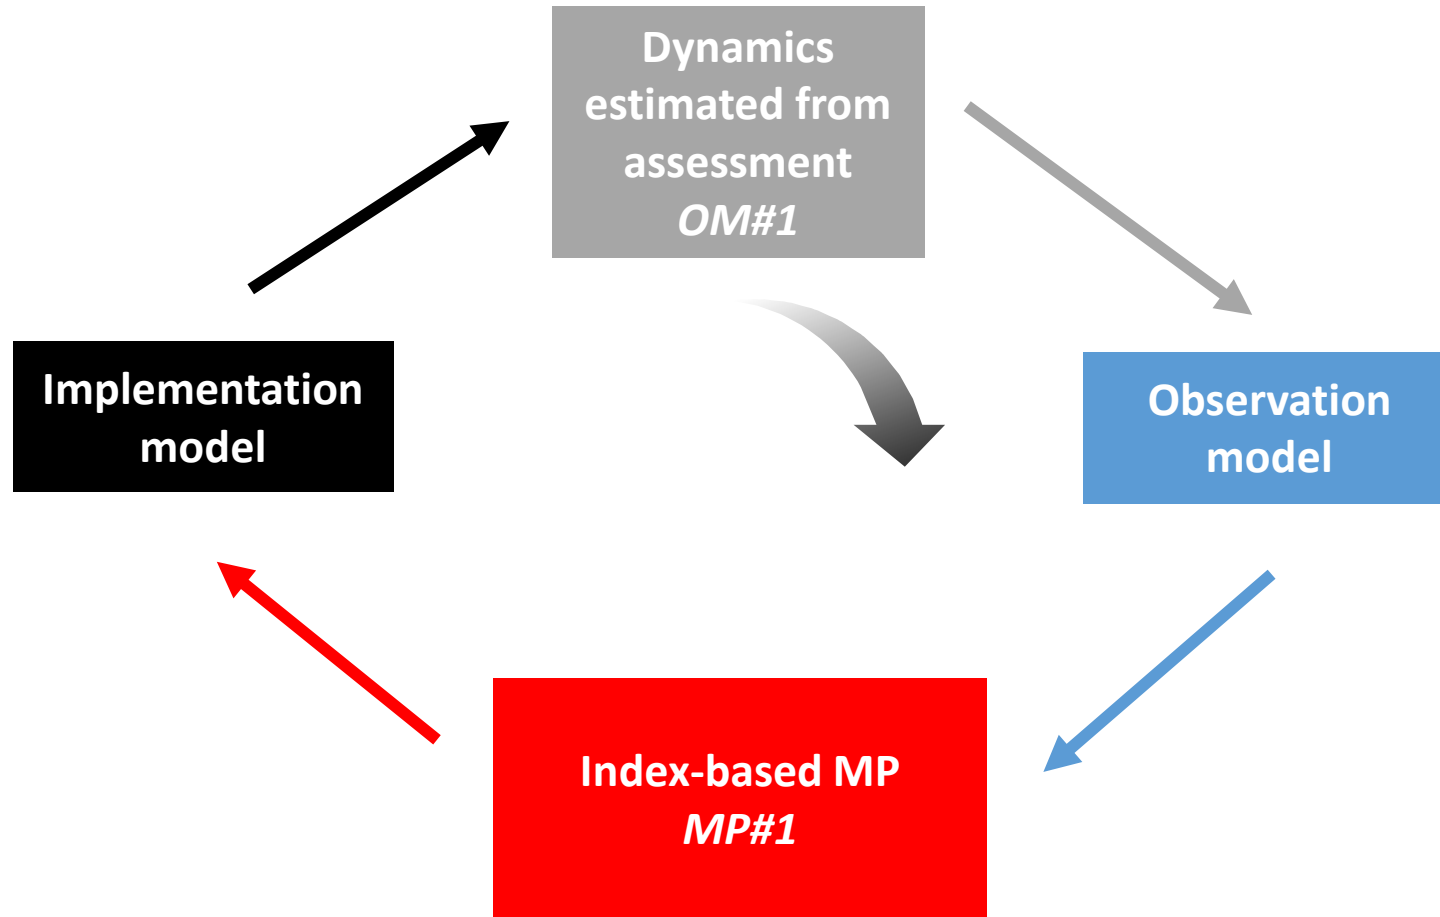 Dynamics
estimated from
assessment
OM#1
Implementation
model
Observation
model
Index-based MP
MP#1